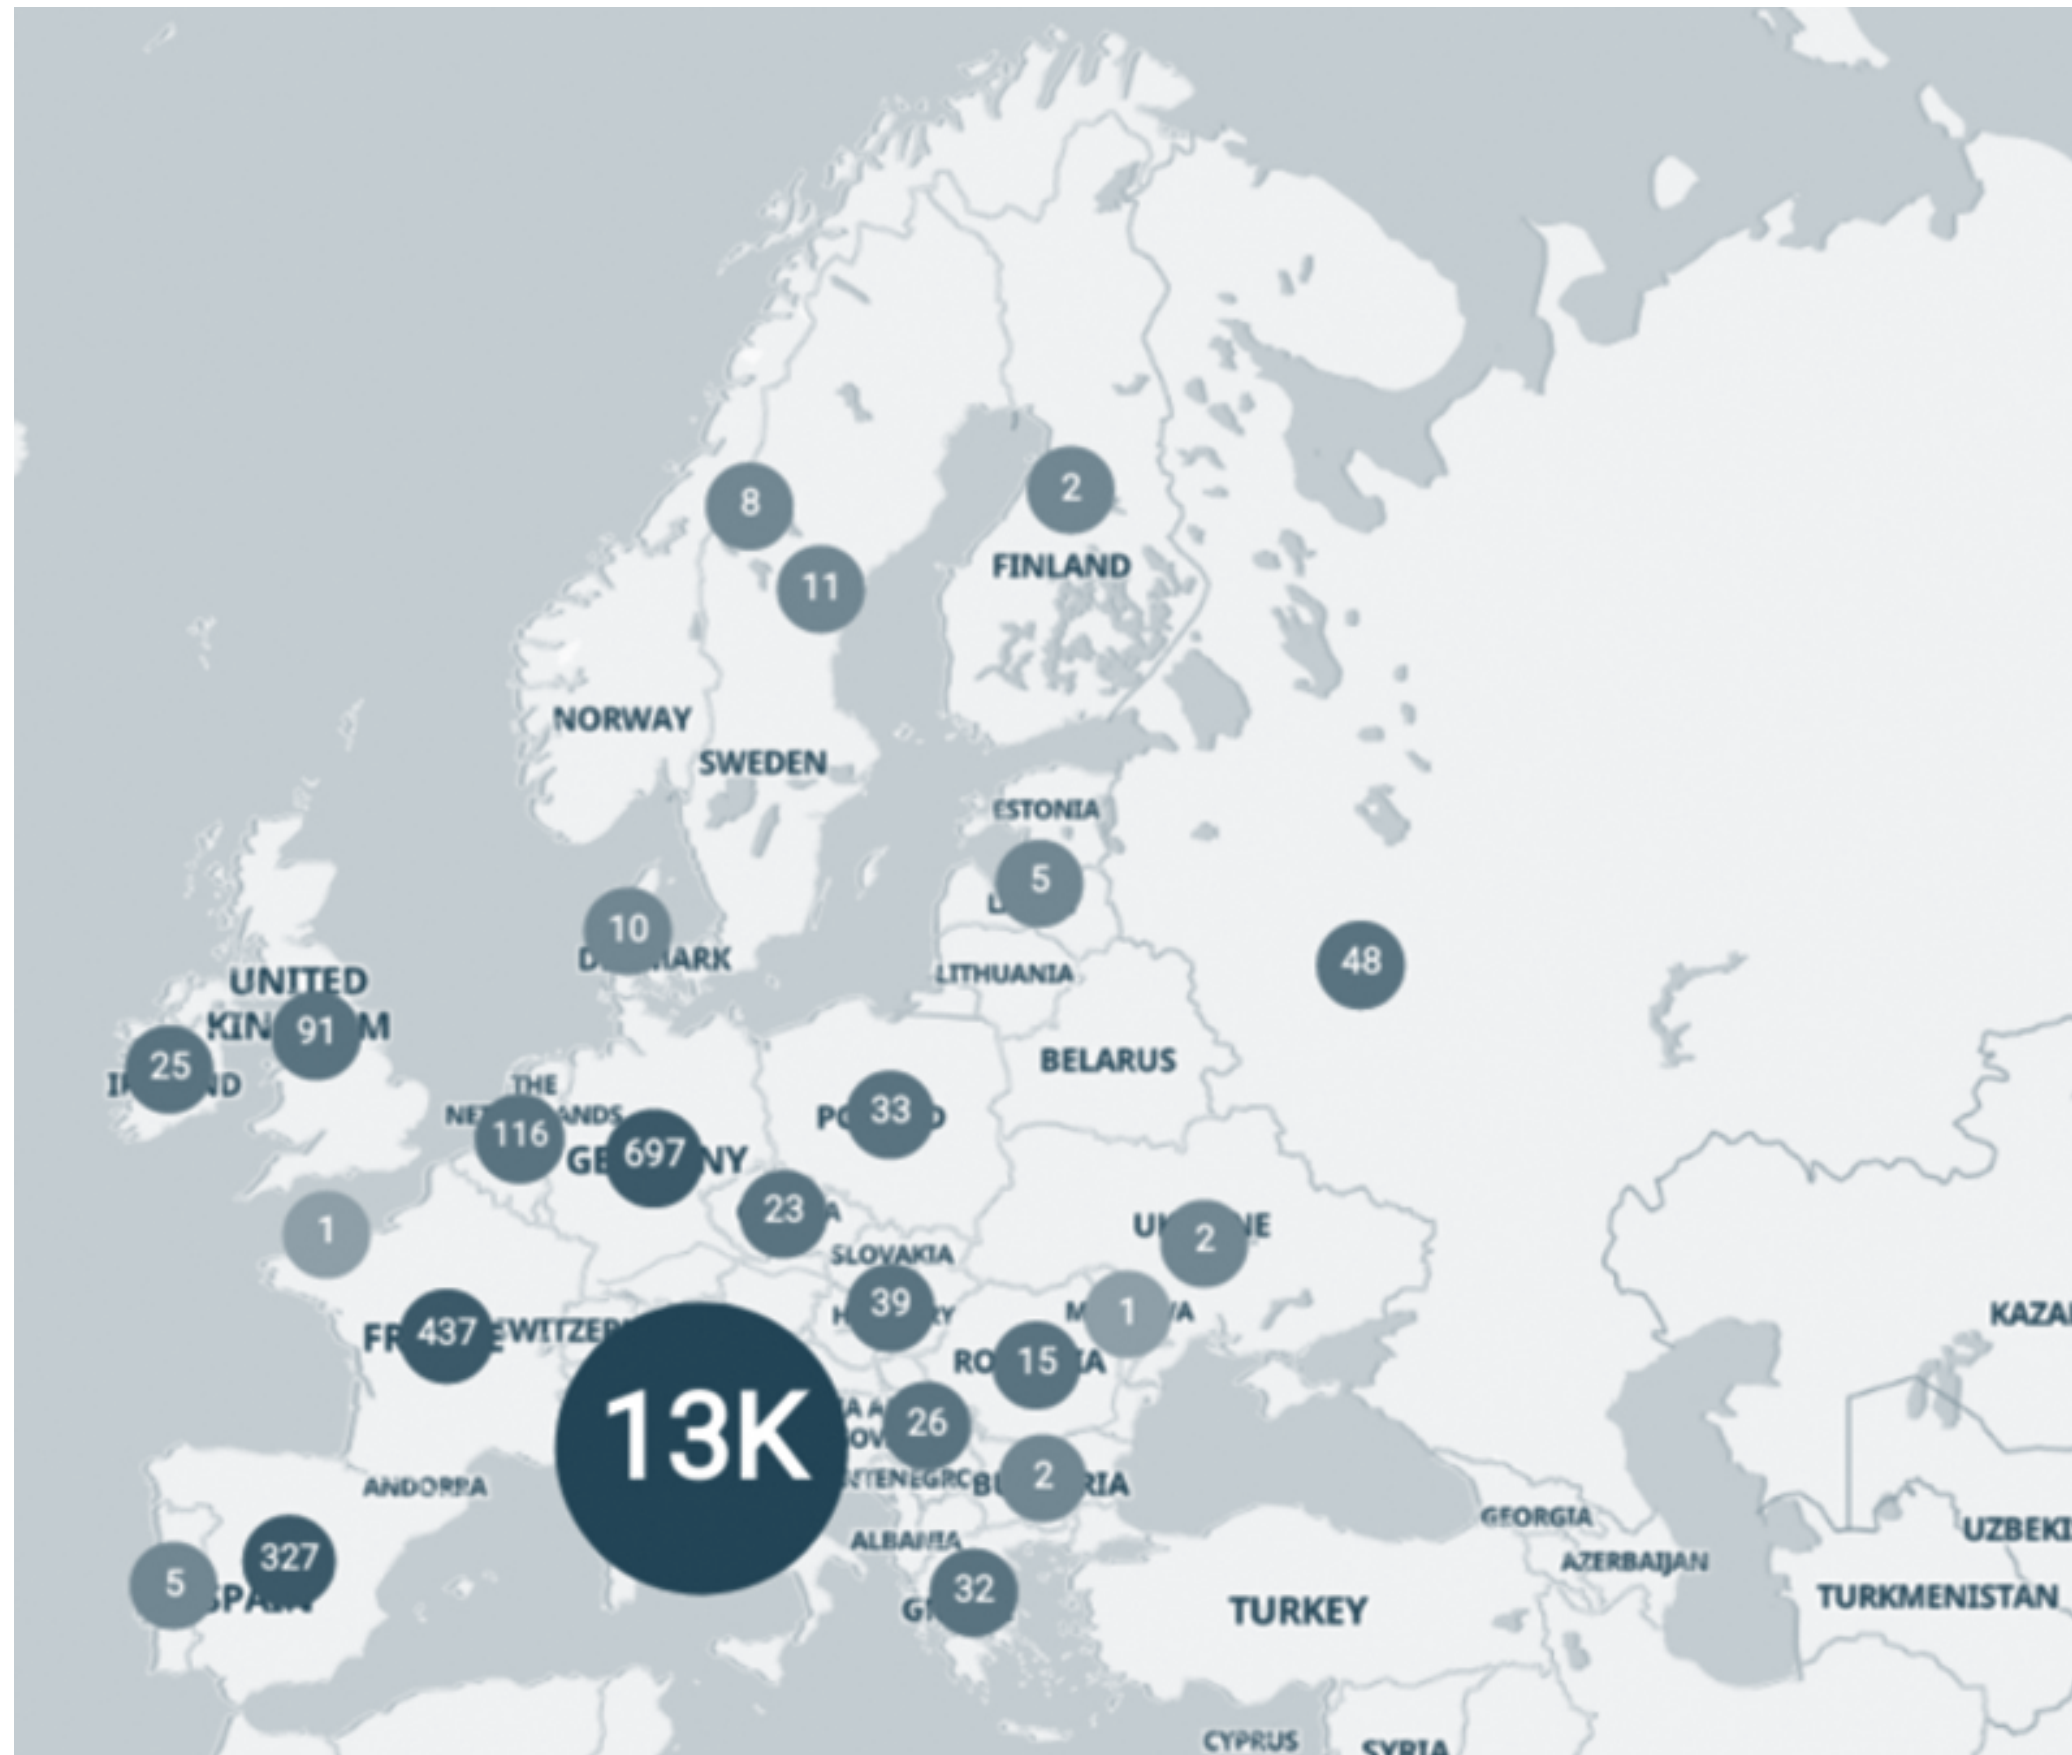 8
2
11
FINLAND
NORWAY
SWEDEN
ESTONIA
5
10
LITHUANIA
48
UNITED
91
25
BELARUS
THE
116
697
33
23
1
SLOVAKIA
2
39
1
437
15
13K
26
2
ANDORRA
ALBANIA
GEORGIA
AZERBAIJAN
327
5
32
TURKEY
TURKMENISTAN
CYPRUS
SYRIA